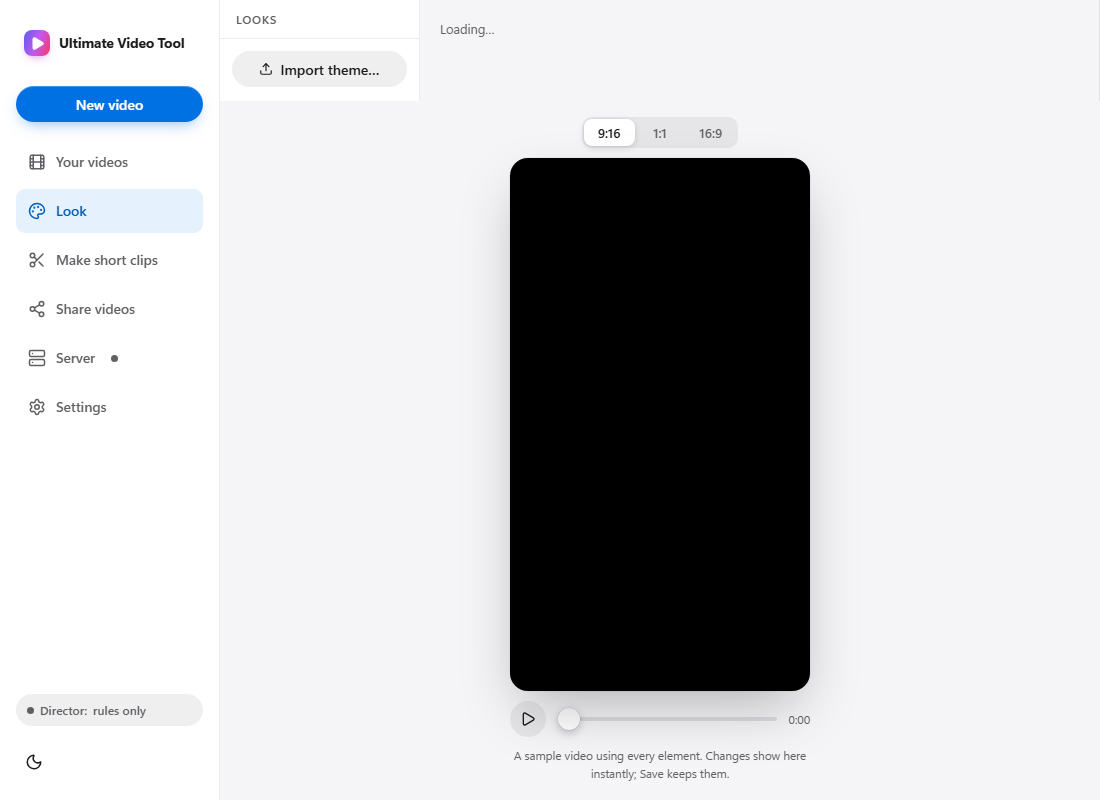 Ultimate Video Tool
New video
Your videos
Look
Make short clips
Share videos
Server
Settings
Director: rules only
LOOKS
Import theme...
Loading...
9:16 1:1 16:9
0:00
A sample video using every element. Changes show here
instantly; Save keeps them.